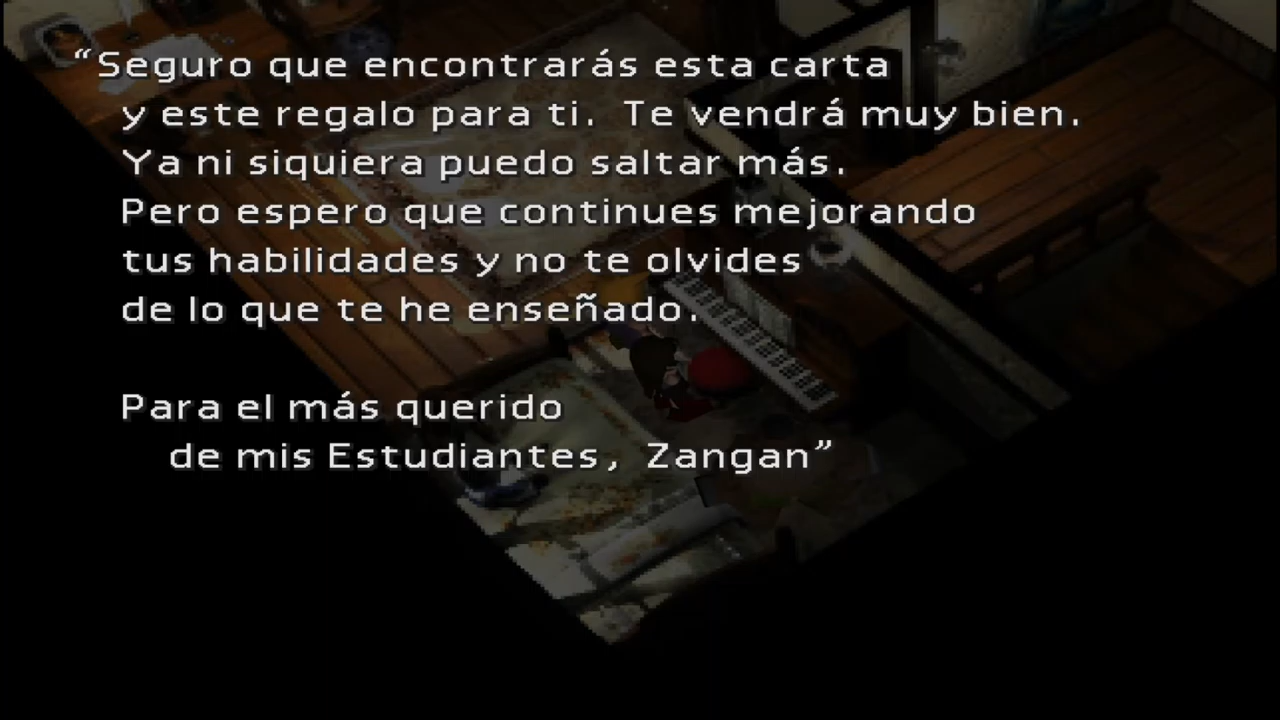 “Seguro que encontrarás esta carta
y este regalo para ti. Te vendrá muy bien.
Ya ni siquiera puedo saltar más.
Pero espero que continues mejorando
tus habilidades y no te olvides
de lo que te he enseñado.
Para el más querido
de mis Estudiantes, Zangan”